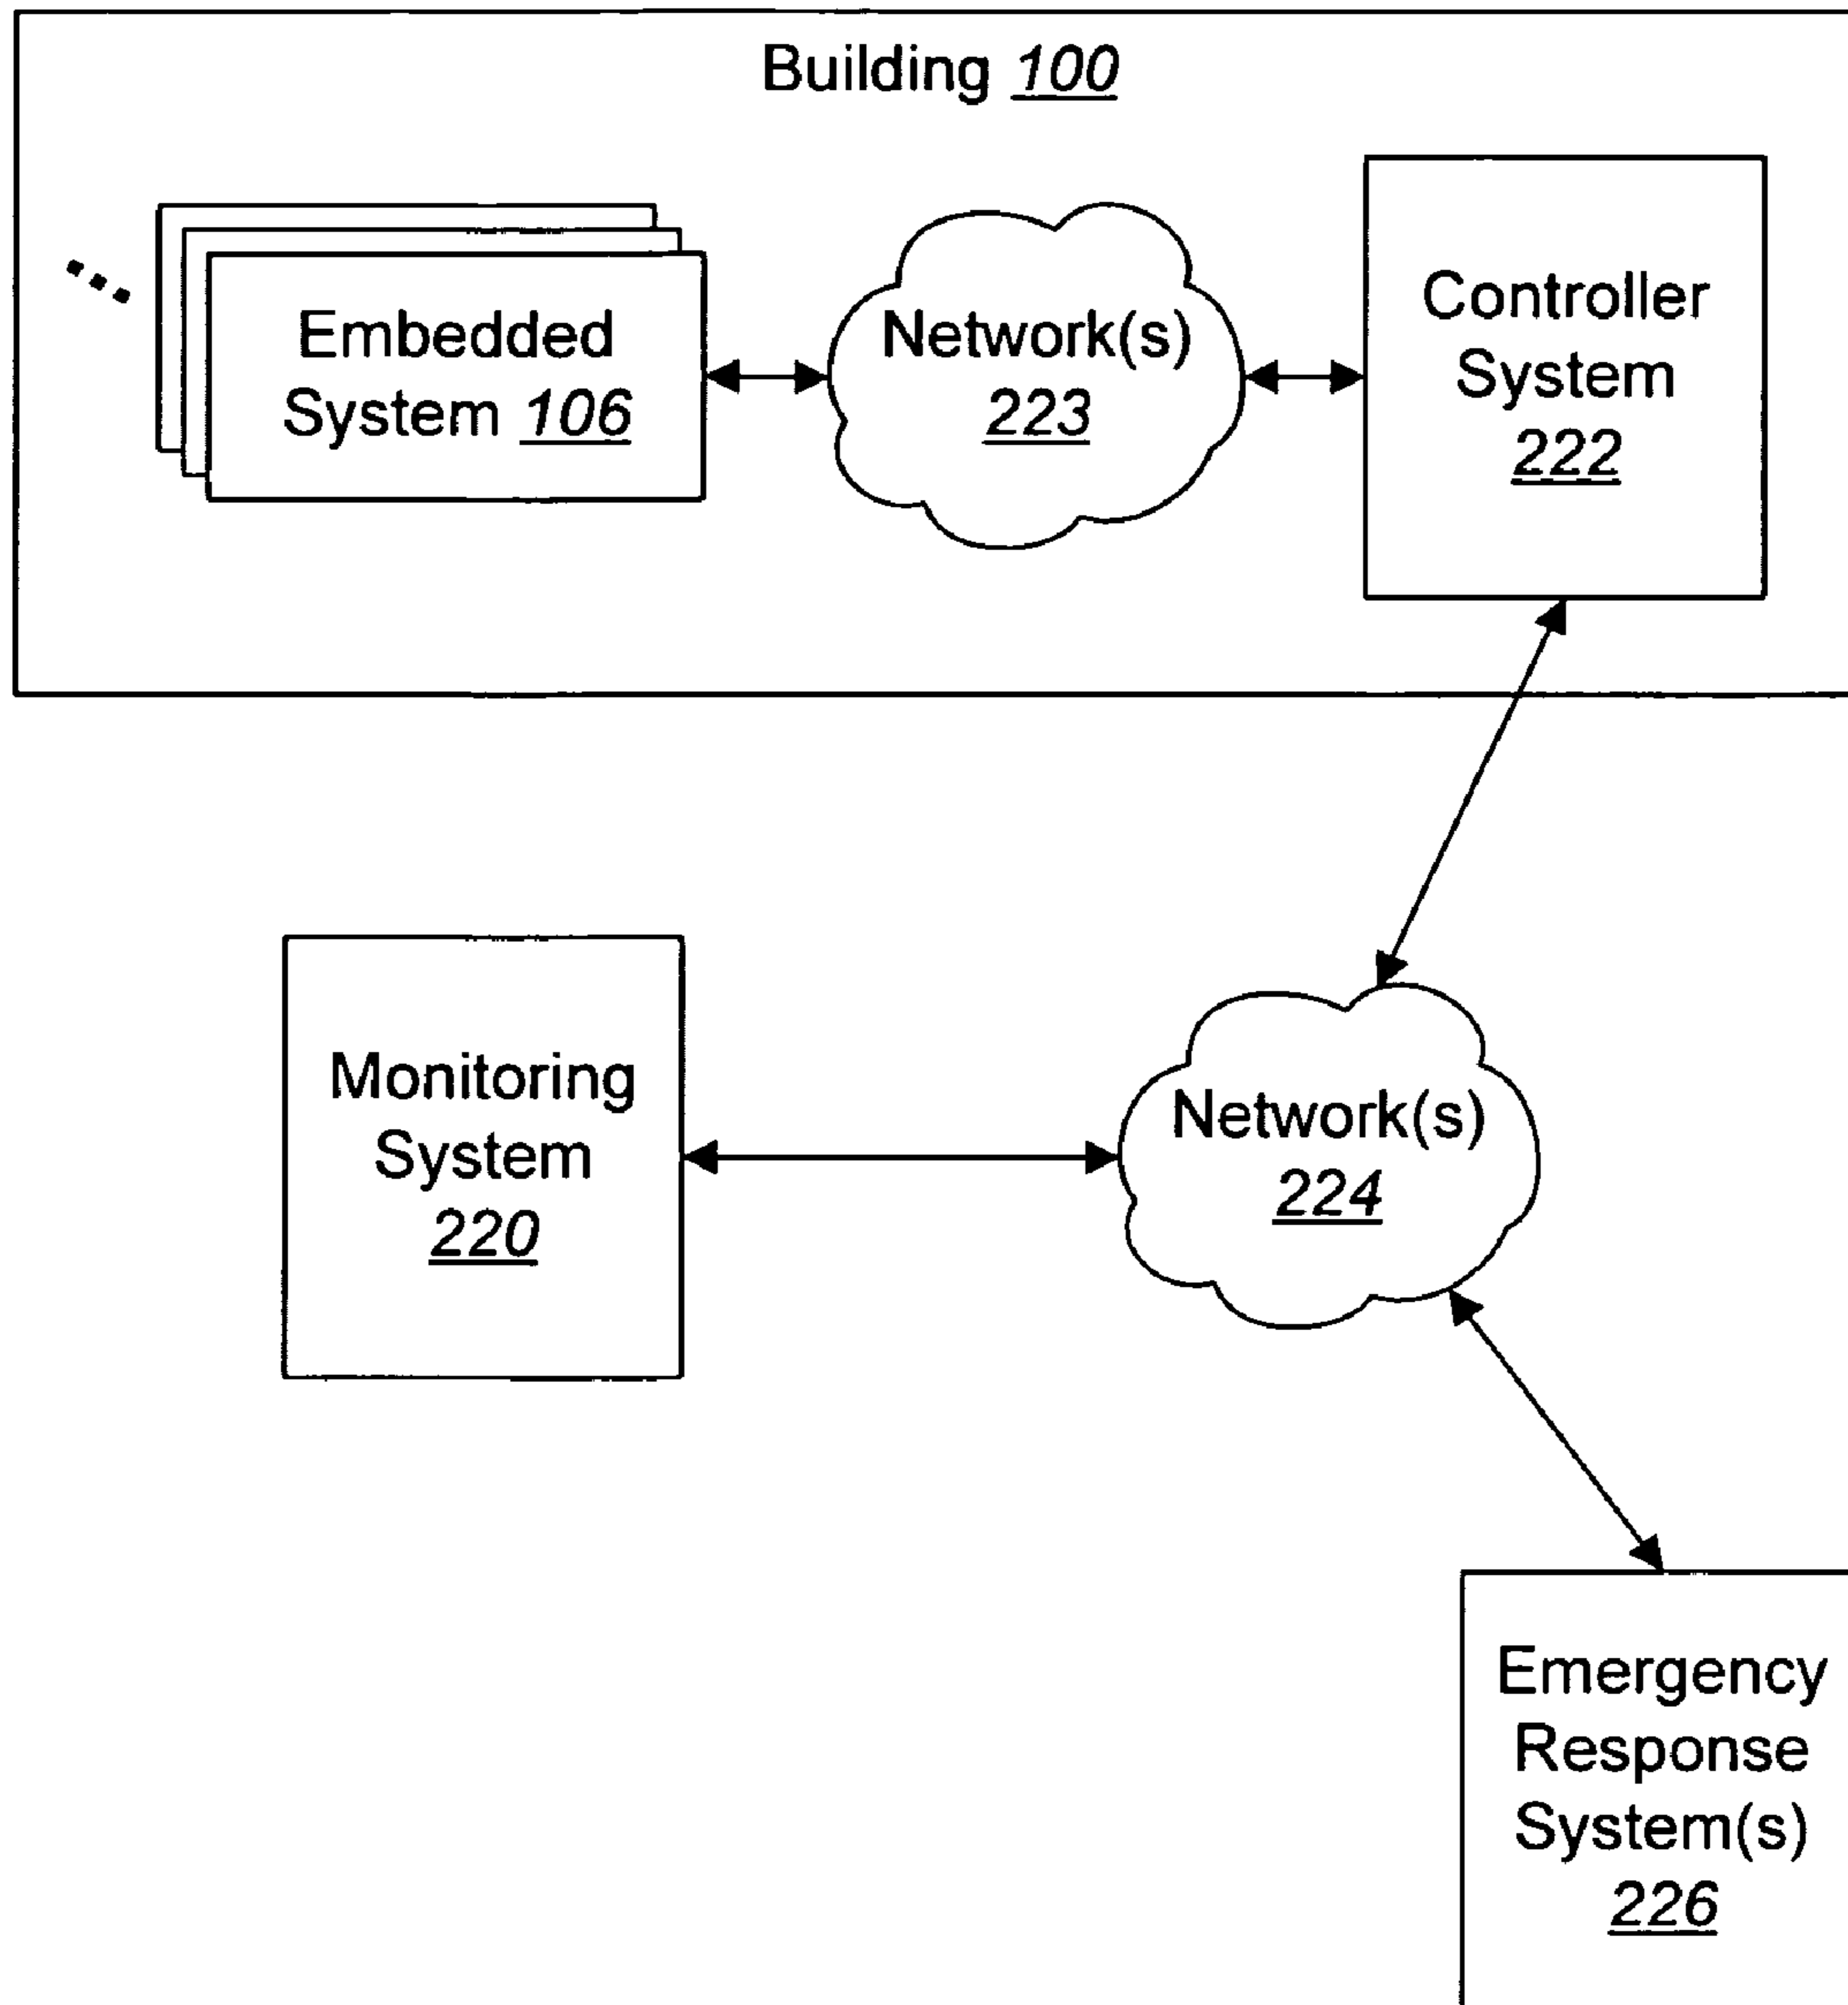 Building 100
Embedded
System 106
Network(s)
223
Controller
System
222
Monitoring
System
220
Network(s)
224
Emergency
Response
System(s)
226